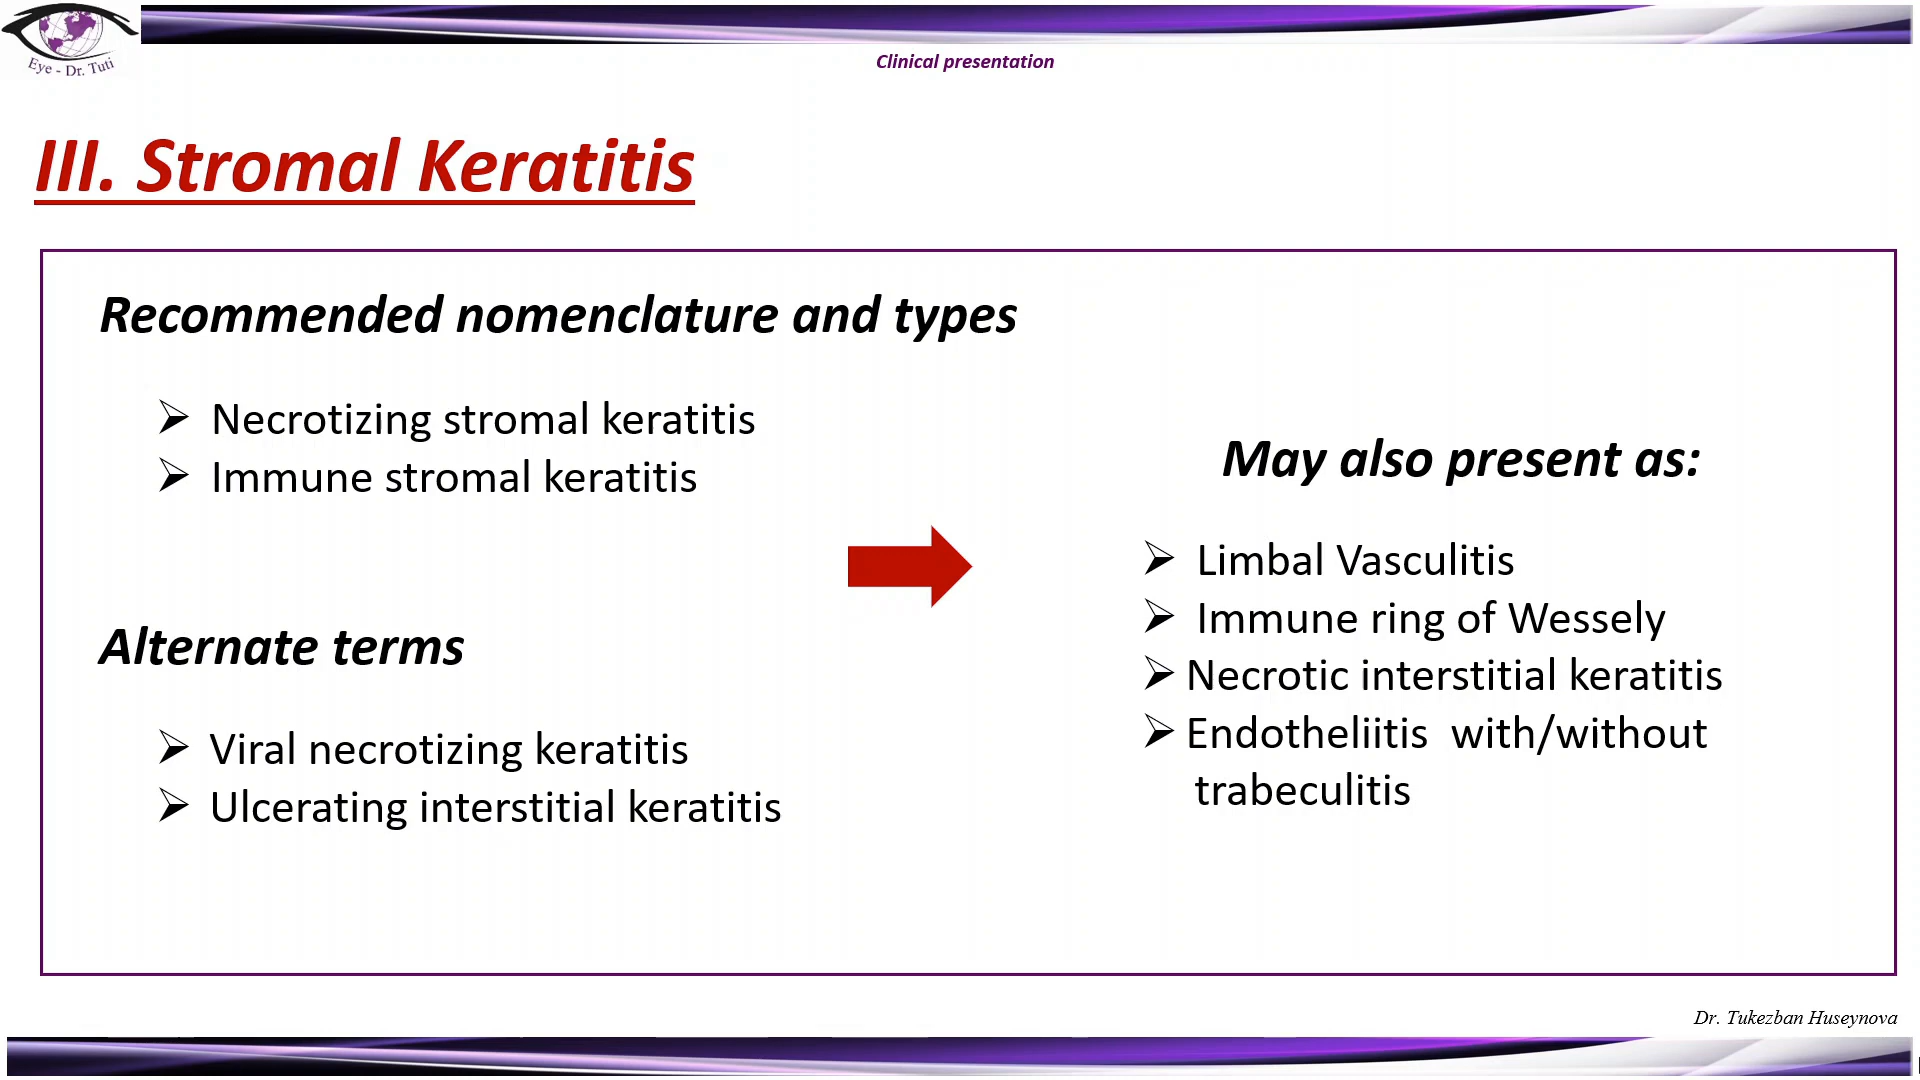 Eye - Dr. Tuti
Clinical presentation
III. Stromal Keratitis
Recommended nomenclature and types
Necrotizing stromal keratitis
Immune stromal keratitis
Alternate terms
Viral necrotizing keratitis
Ulcerating interstitial keratitis
May also present as:
Limbal Vasculitis
Immune ring of Wessely
Necrotic interstitial keratitis
Endotheliitis with/without
trabeculitis
Dr. Tukezban Huseynova